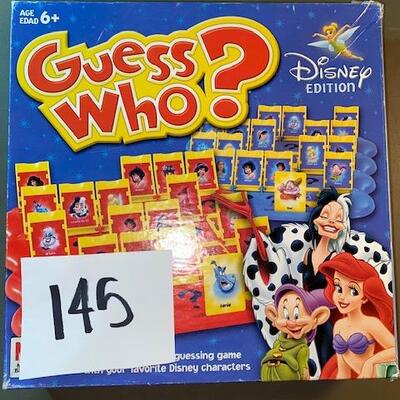 AGE
EDAD 6+
GUESS
WHO?
DISNEY
EDITION
145
guessing game
your favorite Disney characters